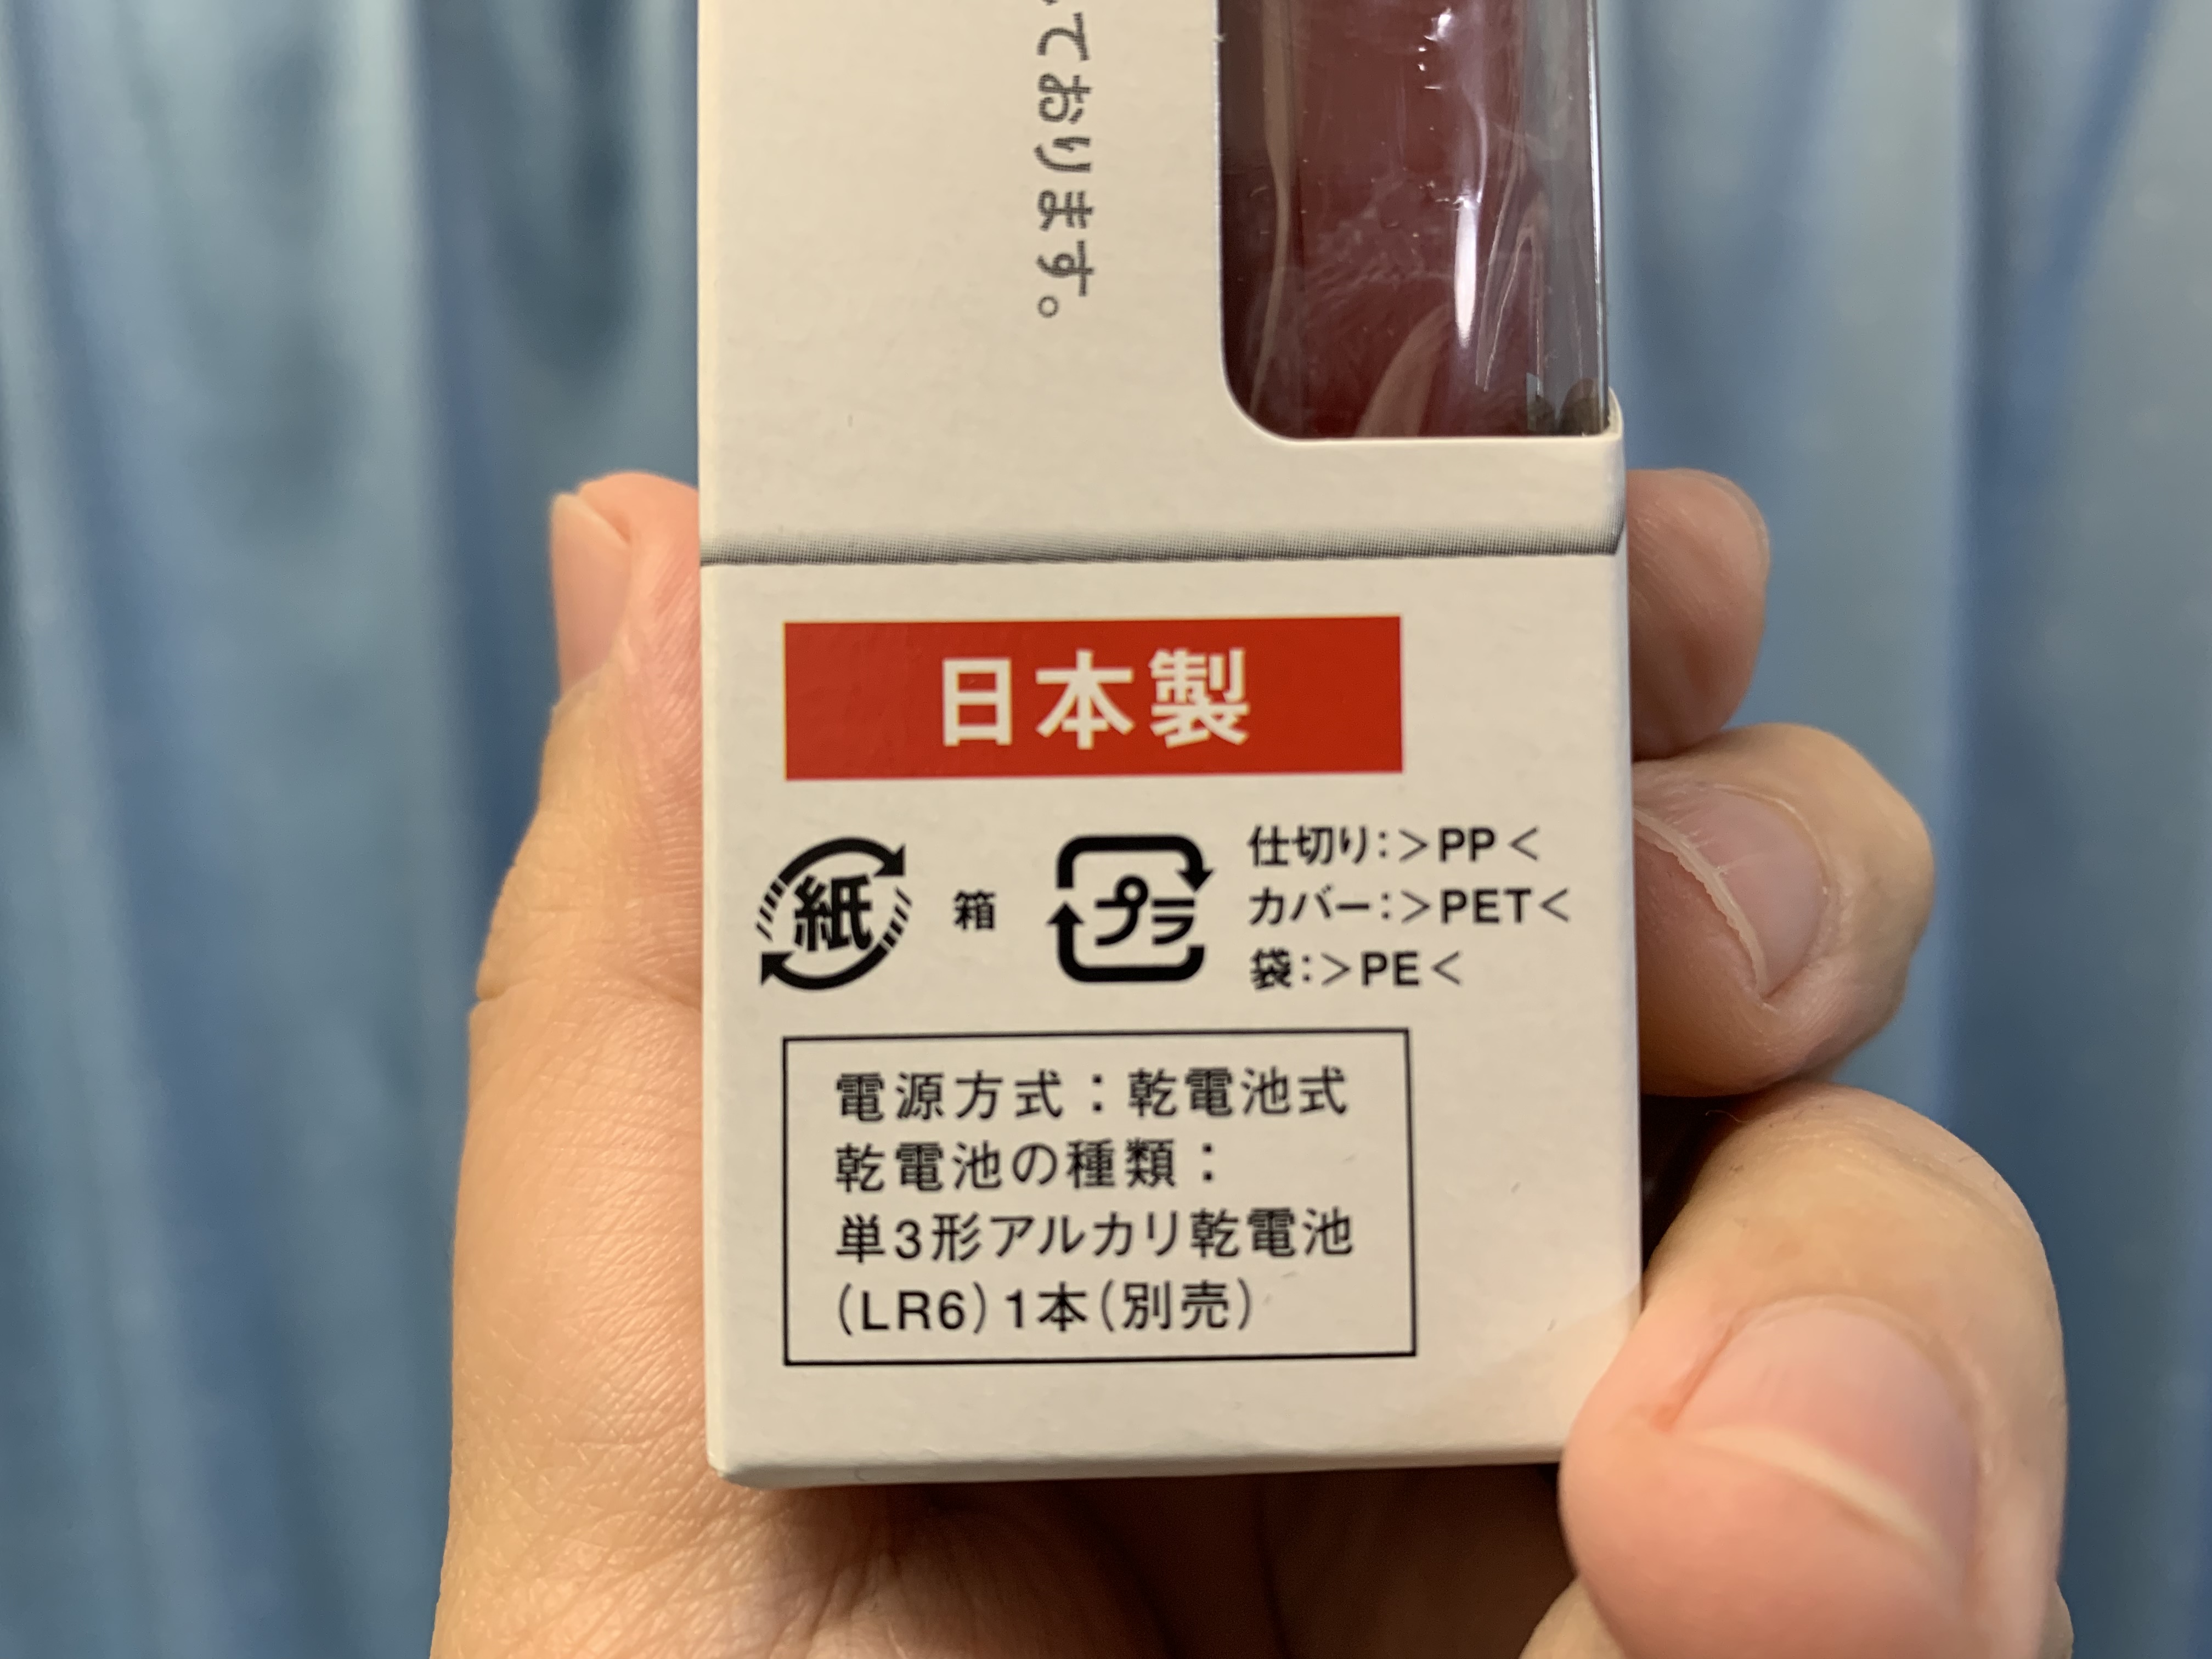 ております。
日本製
紙 箱 プラ
仕切り:>PP<
カバー:>PET<
袋:>PE<
電源方式：乾電池式
乾電池の種類：
単3形アルカリ乾電池
(LR6)1本(別売)